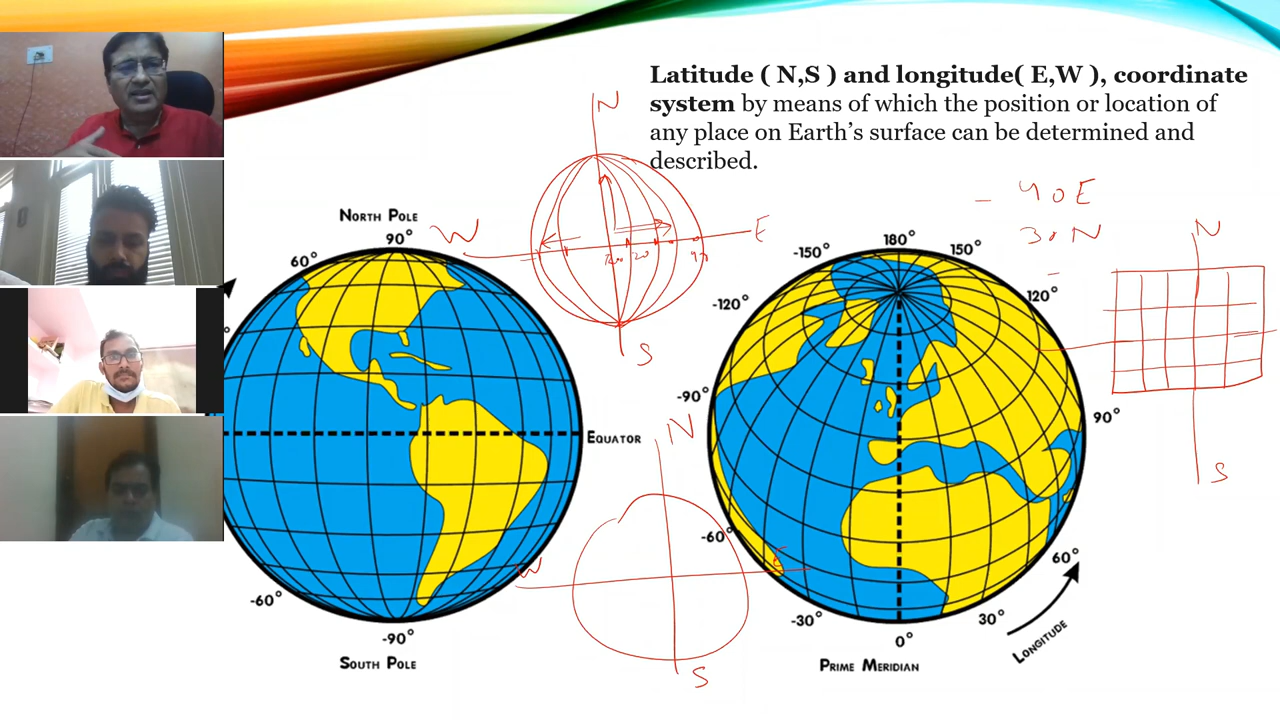 Latitude ( N,S ) and longitude( E,W ), coordinate
system by means of which the position or location of
any place on Earth's surface can be determined and
described.
N
W
E
20
S
40 E
30 N
N
S
North Pole
90°
60°
Equator
-60°
-90°
South Pole
N
W
E
S
180°
-150°
150°
-120°
120°
-90°
90°
-60°
60°
-30°
30°
0°
Longitude
Prime Meridian